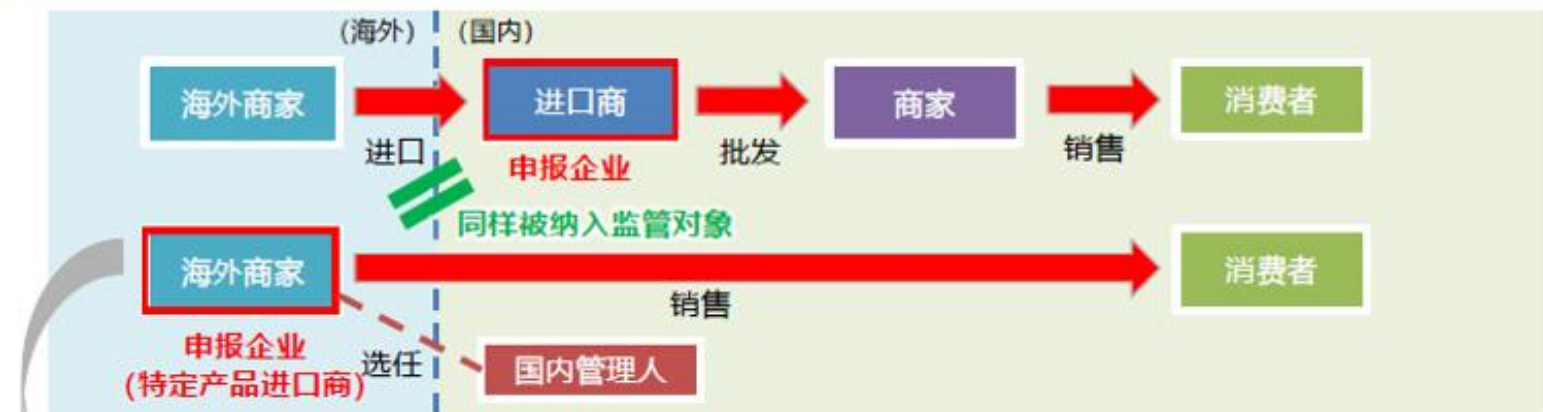 (海外)
(国内)
海外商家
进口商
商家
消费者
进口
批发
销售
申报企业
同样被纳入监管对象
海外商家
消费者
销售
申报企业
(特定产品进口商)
选任
国内管理人